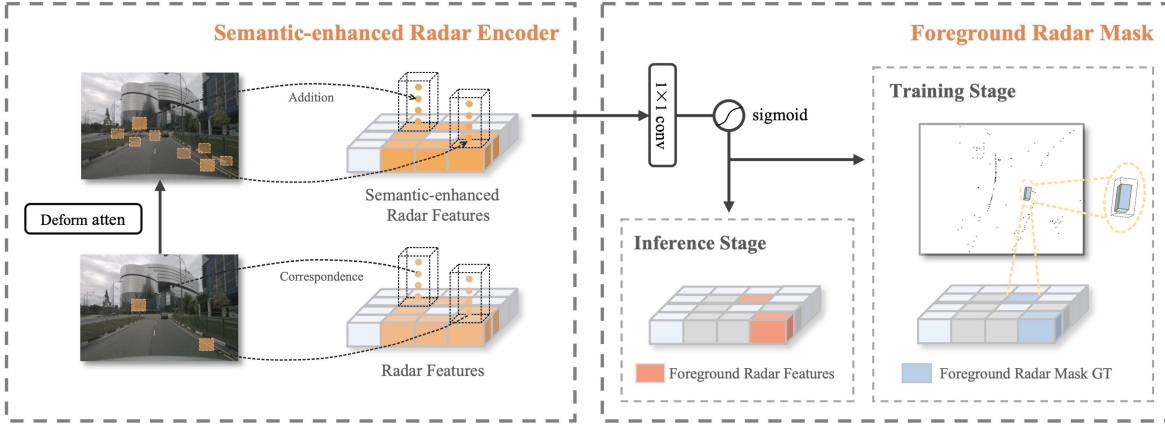 Semantic-enhanced Radar Encoder
Addition
Semantic-enhanced
Radar Features
Deform atten
Correspondence
Radar Features
Foreground Radar Mask
1×1 conv
sigmoid
Training Stage
Inference Stage
Foreground Radar Features
Foreground Radar Mask GT